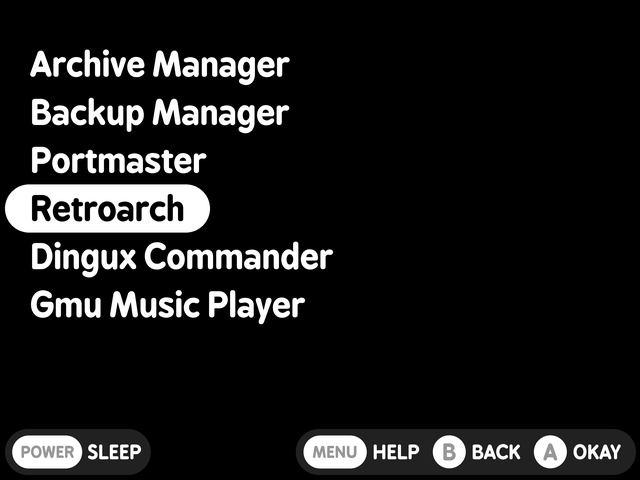 Archive Manager
Backup Manager
Portmaster
Retroarch
Dingux Commander
Gmu Music Player
POWER SLEEP MENU HELP B BACK A OKAY